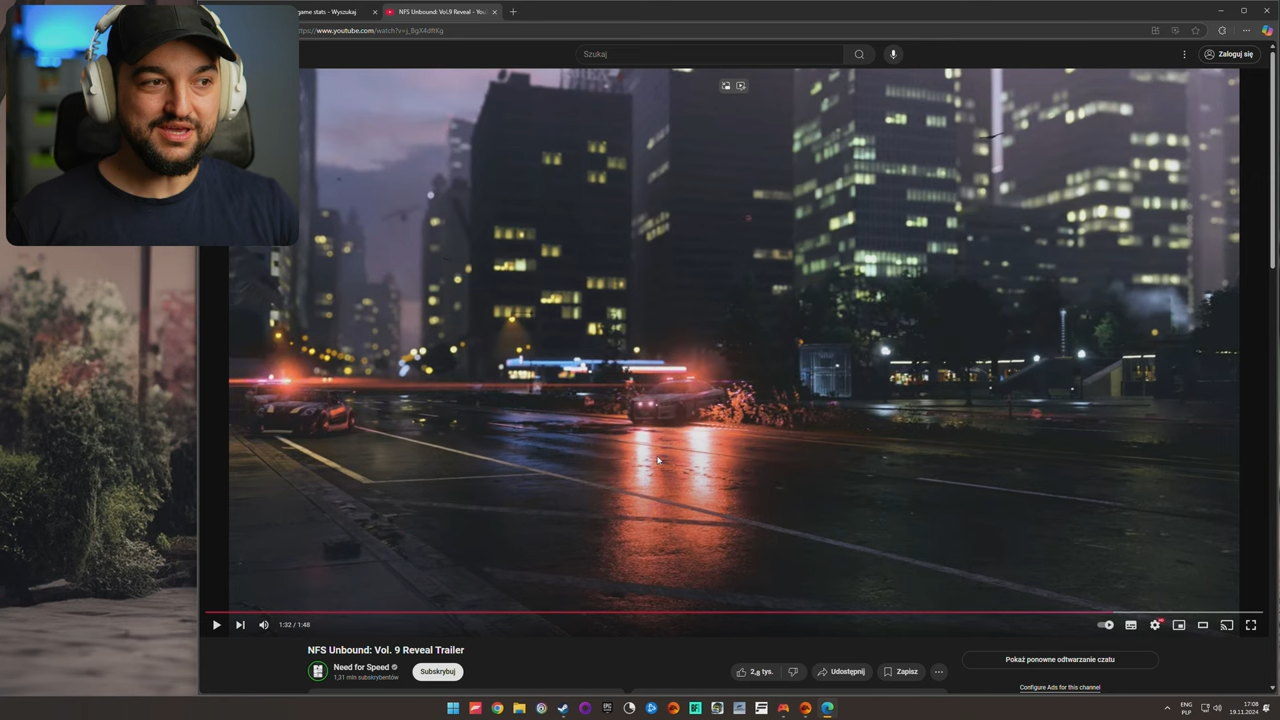 game stats - Wyszukaj
NFS Unbound: Vol.9 Reveal - You
https://www.youtube.com/watch?v=j_BgX4dftKg
Szukaj
Zaloguj się
1:32 / 1:48
NFS Unbound: Vol. 9 Reveal Trailer
Need for Speed
1,31 mln subskrybentów
Subskrybuj
2,8 tys.
Udostępnij
Zapisz
Pokaż ponowne odtwarzanie czatu
Configure Ads for this channel
EPIC
BF
ENG
PLP
17:08
19.11.2024